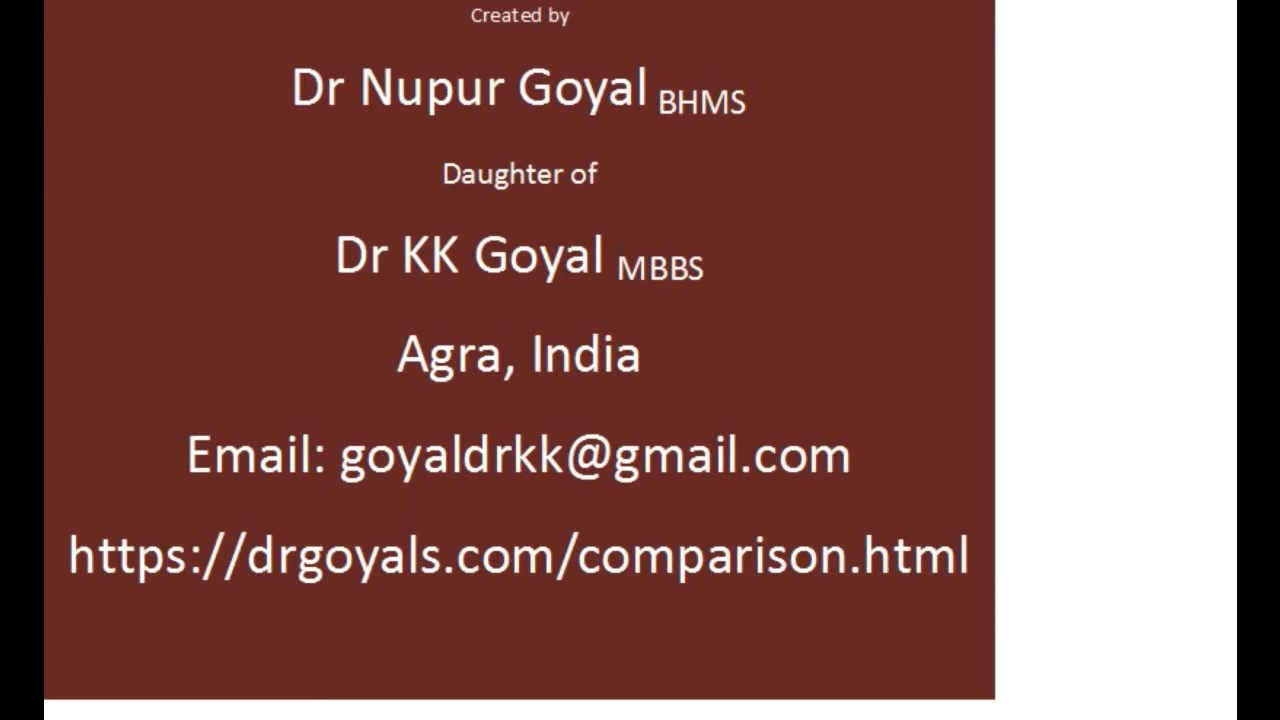 Created by
Dr Nupur Goyal BHMS
Daughter of
Dr KK Goyal MBBS
Agra, India
Email: goyaldrkk@gmail.com
https://drgoyals.com/comparison.html